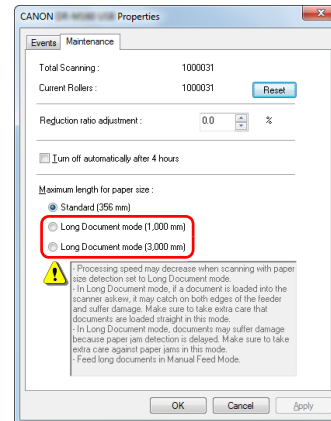 CANON Properties
x
Events Maintenance
Total Scanning : 1000031
Current Rollers : 1000031 Reset
Reduction ratio adjustment : 0.0 %
Turn off automatically after 4 hours
Maximum length for paper size :
Standard (356 mm)
Long Document mode (1,000 mm)
Long Document mode (3,000 mm)
- Processing speed may decrease when scanning with paper
size detection set to Long Document mode.
- In Long Document mode, if a document is loaded into the
scanner askew, it may catch on both edges of the feeder
and suffer damage. Make sure to take extra care that
documents are loaded straight in this mode.
- In Long Document mode, documents may suffer damage
because paper jam detection is delayed. Make sure to take
extra care against paper jams in this mode.
- Feed long documents in Manual Feed Mode.
OK Cancel Apply